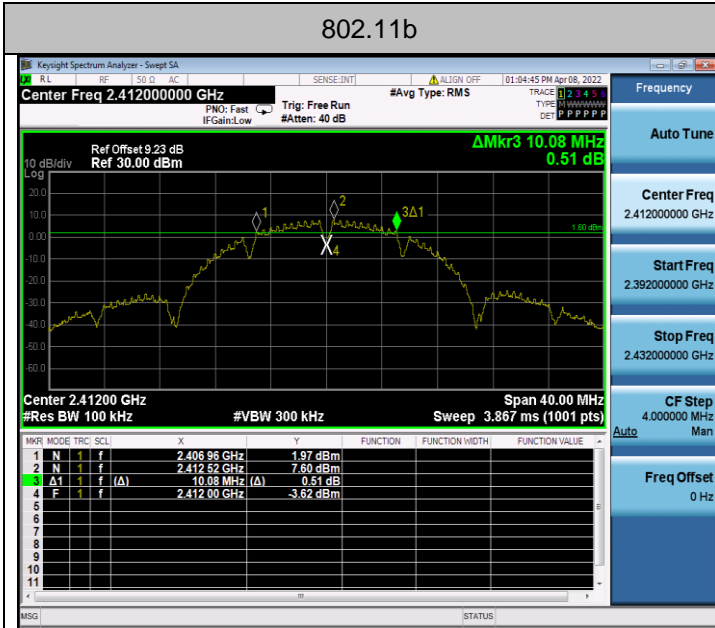 802.11b
Keysight Spectrum Analyzer - Swept SA
RL RF 50 Ω AC SENSE:INT ALIGN OFF 01:04:45 PM Apr 08, 2022
Center Freq 2.412000000 GHz #Avg Type: RMS TRACE 1 2 3 4 5 6
PNO: Fast Trig: Free Run TYPE M WWWWW
IFGain:Low #Atten: 40 dB DET P P P P P P
Frequency
Auto Tune
ΔMkr3 10.08 MHz
0.51 dB
Ref Offset 9.23 dB
10 dB/div Ref 30.00 dBm
Log
20.0
10.0
0.00
-10.0
-20.0
-30.0
-40.0
-50.0
-60.0
1
2
3Δ1
4
1.60 dBm
Center 2.41200 GHz Span 40.00 MHz
#Res BW 100 kHz #VBW 300 kHz Sweep 3.867 ms (1001 pts)
Center Freq
2.412000000 GHz
Start Freq
2.392000000 GHz
Stop Freq
2.432000000 GHz
CF Step
4.000000 MHz
Auto Man
Freq Offset
0 Hz
MKR MODE TRC SCL X Y FUNCTION FUNCTION WIDTH FUNCTION VALUE
1 N 1 f 2.406 96 GHz 1.97 dBm
2 N 1 f 2.412 52 GHz 7.60 dBm
3 Δ1 1 f (Δ) 10.08 MHz (Δ) 0.51 dB
4 F 1 f 2.412 00 GHz -3.62 dBm
5
6
7
8
9
10
11
MSG STATUS